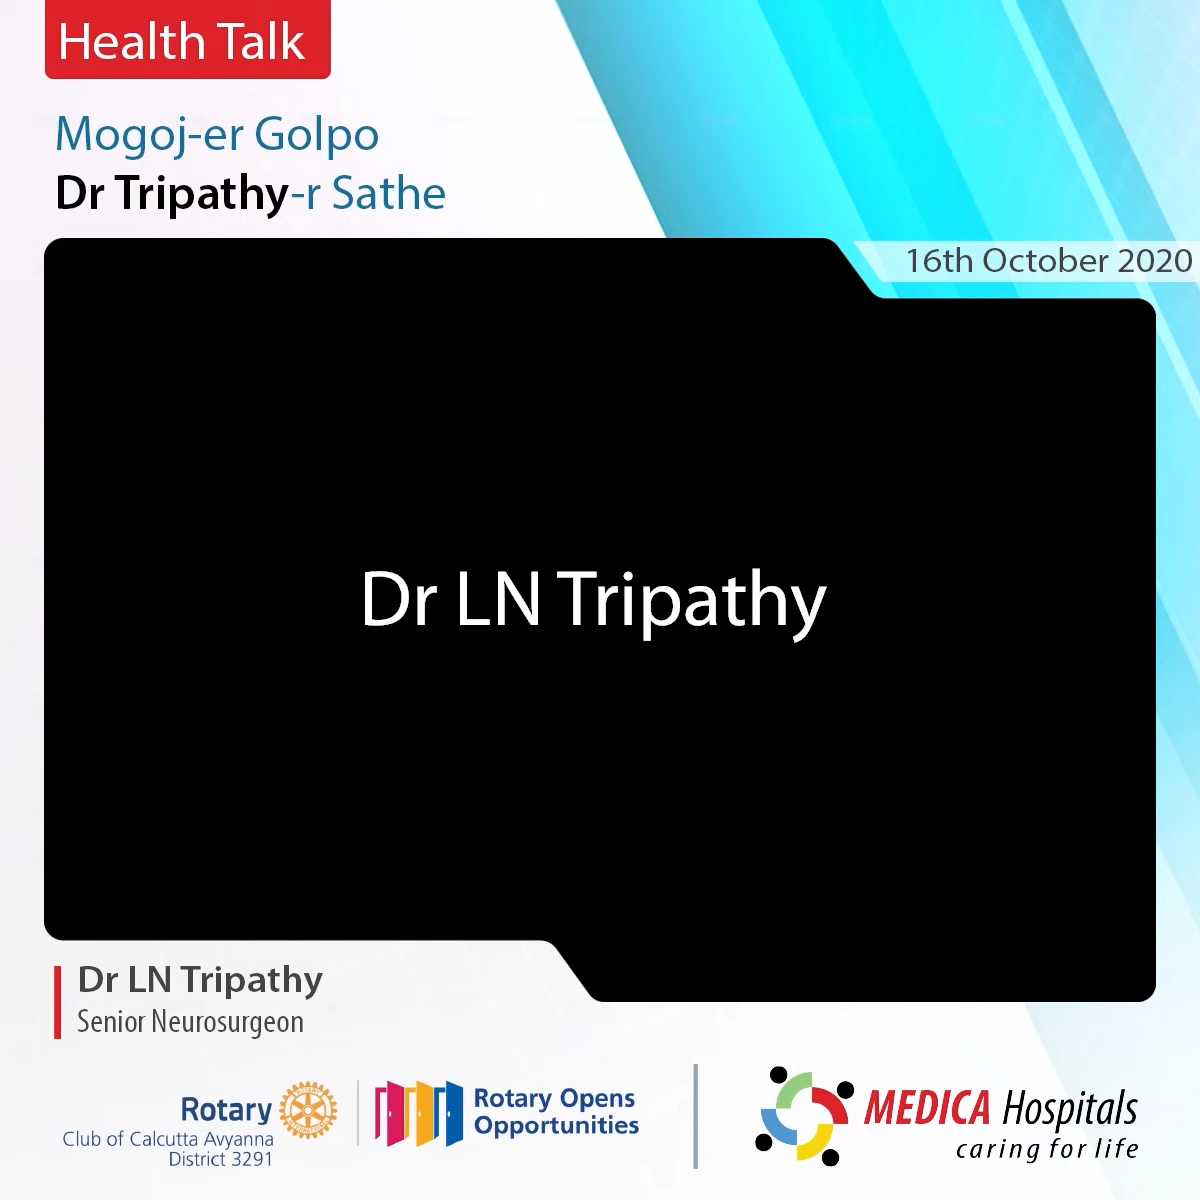 Health Talk
Mogoj-er Golpo
Dr Tripathy-r Sathe
16th October 2020
Dr LN Tripathy
Dr LN Tripathy
Senior Neurosurgeon
Rotary
Club of Calcutta Avyanna
District 3291
Rotary Opens
Opportunities
MEDICA Hospitals
caring for life